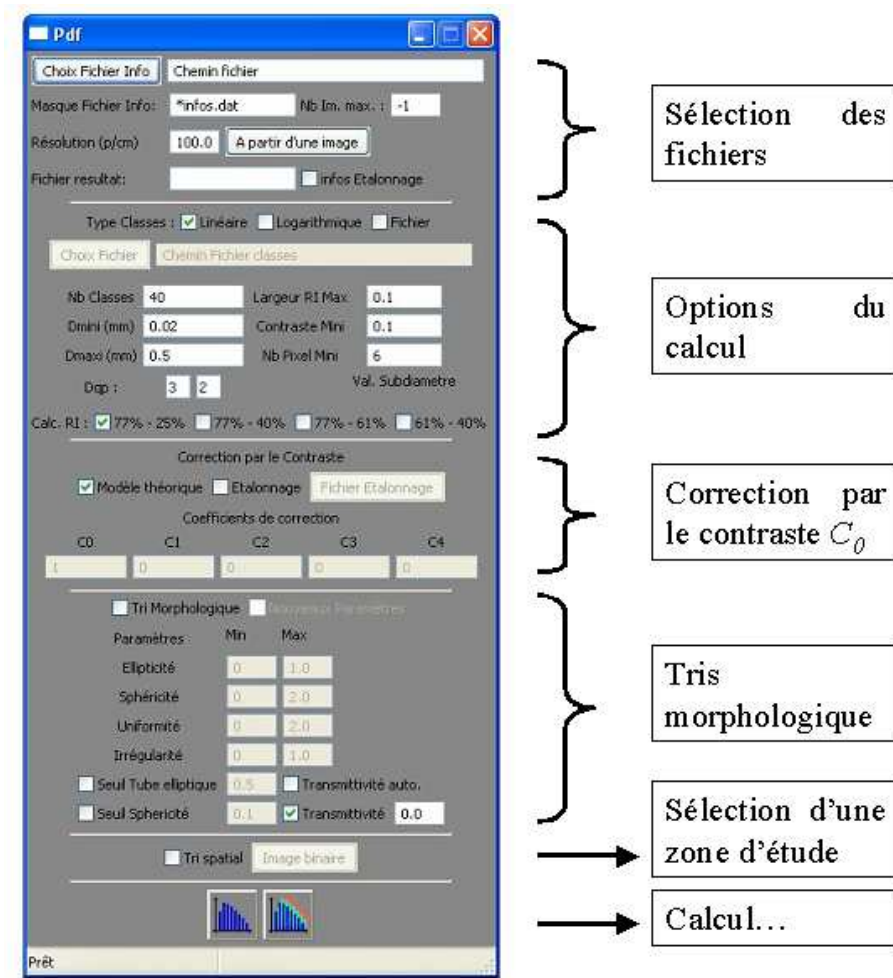 Pdf
Choix Fichier Info Chemin fichier
Masque Fichier Info: *infos.dat Nb Im. max. : -1
Résolution (p/cm) 100.0 A partir d'une image
Fichier resultat: infos Etalonnage
Type Classes : Linéaire Logarithmique Fichier
Choix Fichier Chemin Fichier classes
Nb Classes 40 Largeur RI Max 0.1
Dmini (mm) 0.02 Contraste Mini 0.1
Dmaxi (mm) 0.5 Nb Pixel Mini 6
Dqp : 3 2 Val. Subdiametre
Calc. RI : 77% - 25% 77% - 40% 77% - 61% 61% - 40%
Correction par le Contraste
Modèle théorique Etalonnage Fichier Etalonnage
Coefficients de correction
C0 C1 C2 C3 C4
1 0 0 0 0
Tri Morphologique Nouveaux Paramètres
Paramètres Min Max
Ellipticité 0 1.0
Sphéricité 0 2.0
Uniformité 0 2.0
Irrégularité 0 1.0
Seuil Tube elliptique 0.5 Transmittivité auto.
Seuil Sphericité 0.1 Transmittivité 0.0
Tri spatial Image binaire
Prêt
Sélection des
fichiers
Options du
calcul
Correction par
le contraste C0
Tris
morphologique
Sélection d'une
zone d'étude
Calcul...